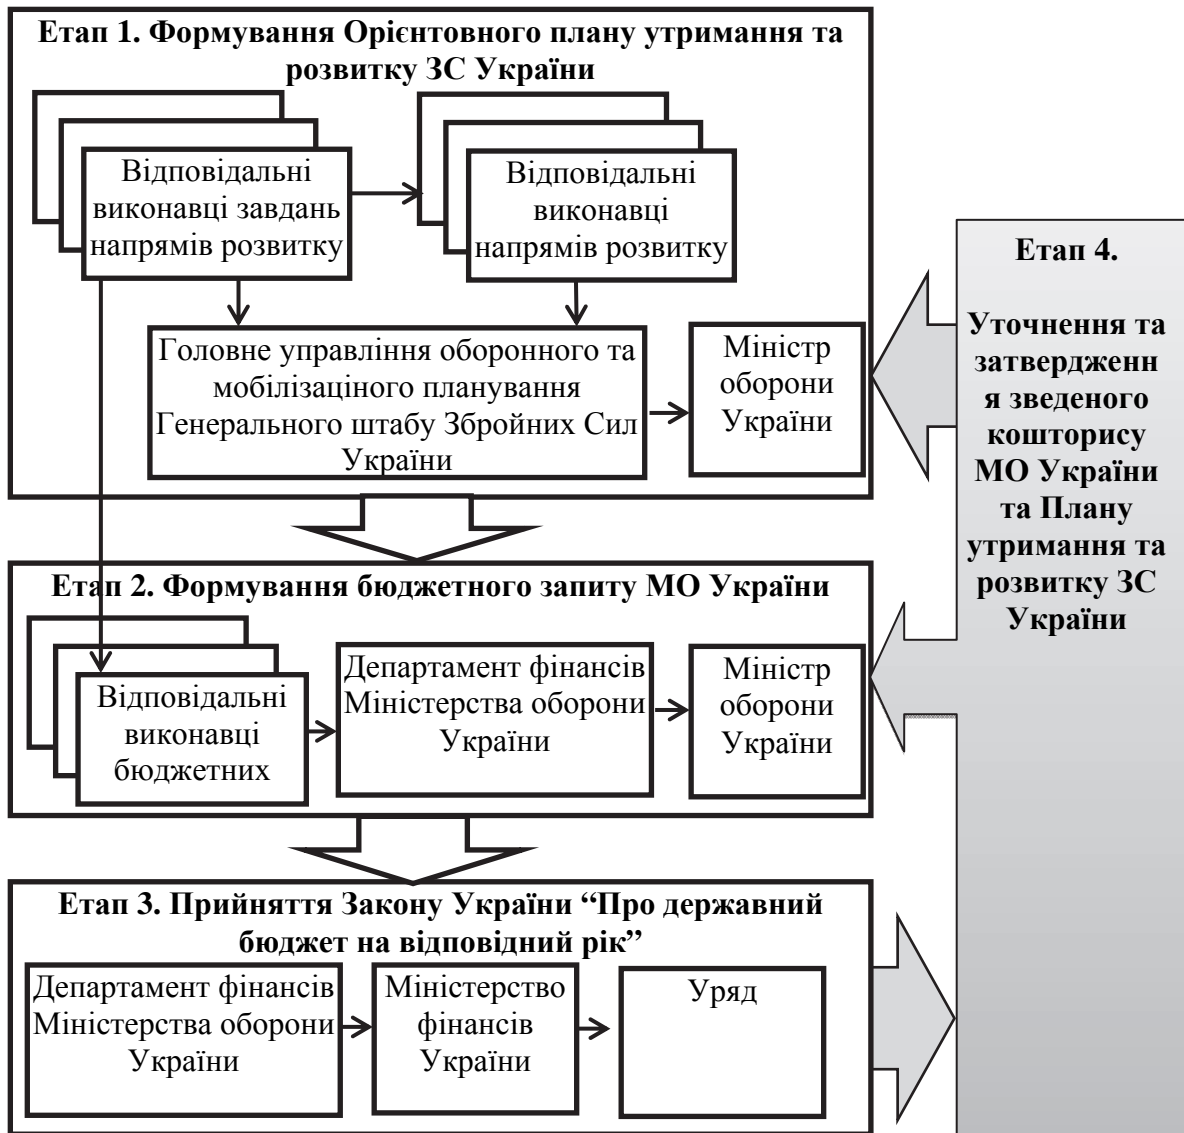 Етап 1. Формування Орієнтовного плану утримання та
розвитку ЗС України
Відповідальні
виконавці завдань
напрямів розвитку
Відповідальні
виконавці
напрямів розвитку
Головне управління оборонного та
мобілізаціного планування
Генерального штабу Збройних Сил
України
Міністр
оборони
України
Етап 2. Формування бюджетного запиту МО України
Відповідальні
виконавці
бюджетних
Департамент фінансів
Міністерства оборони
України
Міністр
оборони
України
Етап 3. Прийняття Закону України “Про державний
бюджет на відповідний рік”
Департамент фінансів
Міністерства оборони
України
Міністерство
фінансів
України
Уряд
Етап 4.
Уточнення та
затвердженн
я зведеного
кошторису
МО України
та Плану
утримання та
розвитку ЗС
України